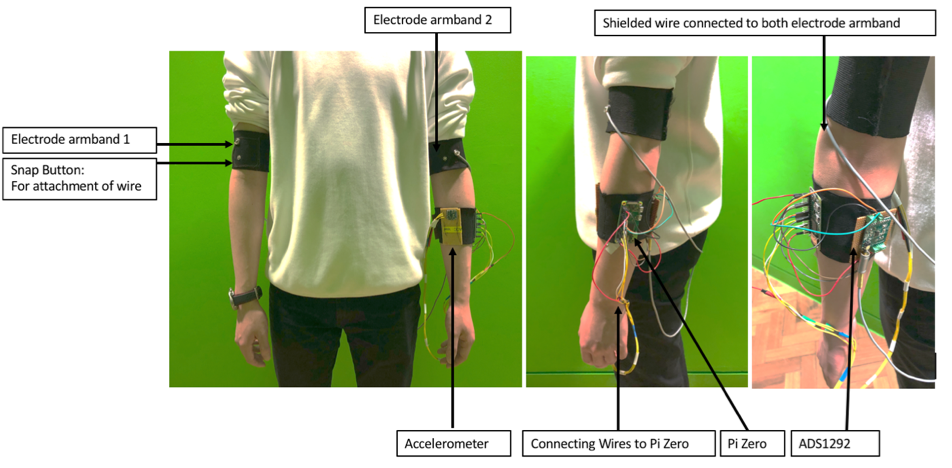 Electrode armband 2
Shielded wire connected to both electrode armband
Electrode armband 1
Snap Button:
For attachment of wire
Accelerometer
Connecting Wires to Pi Zero
Pi Zero
ADS1292